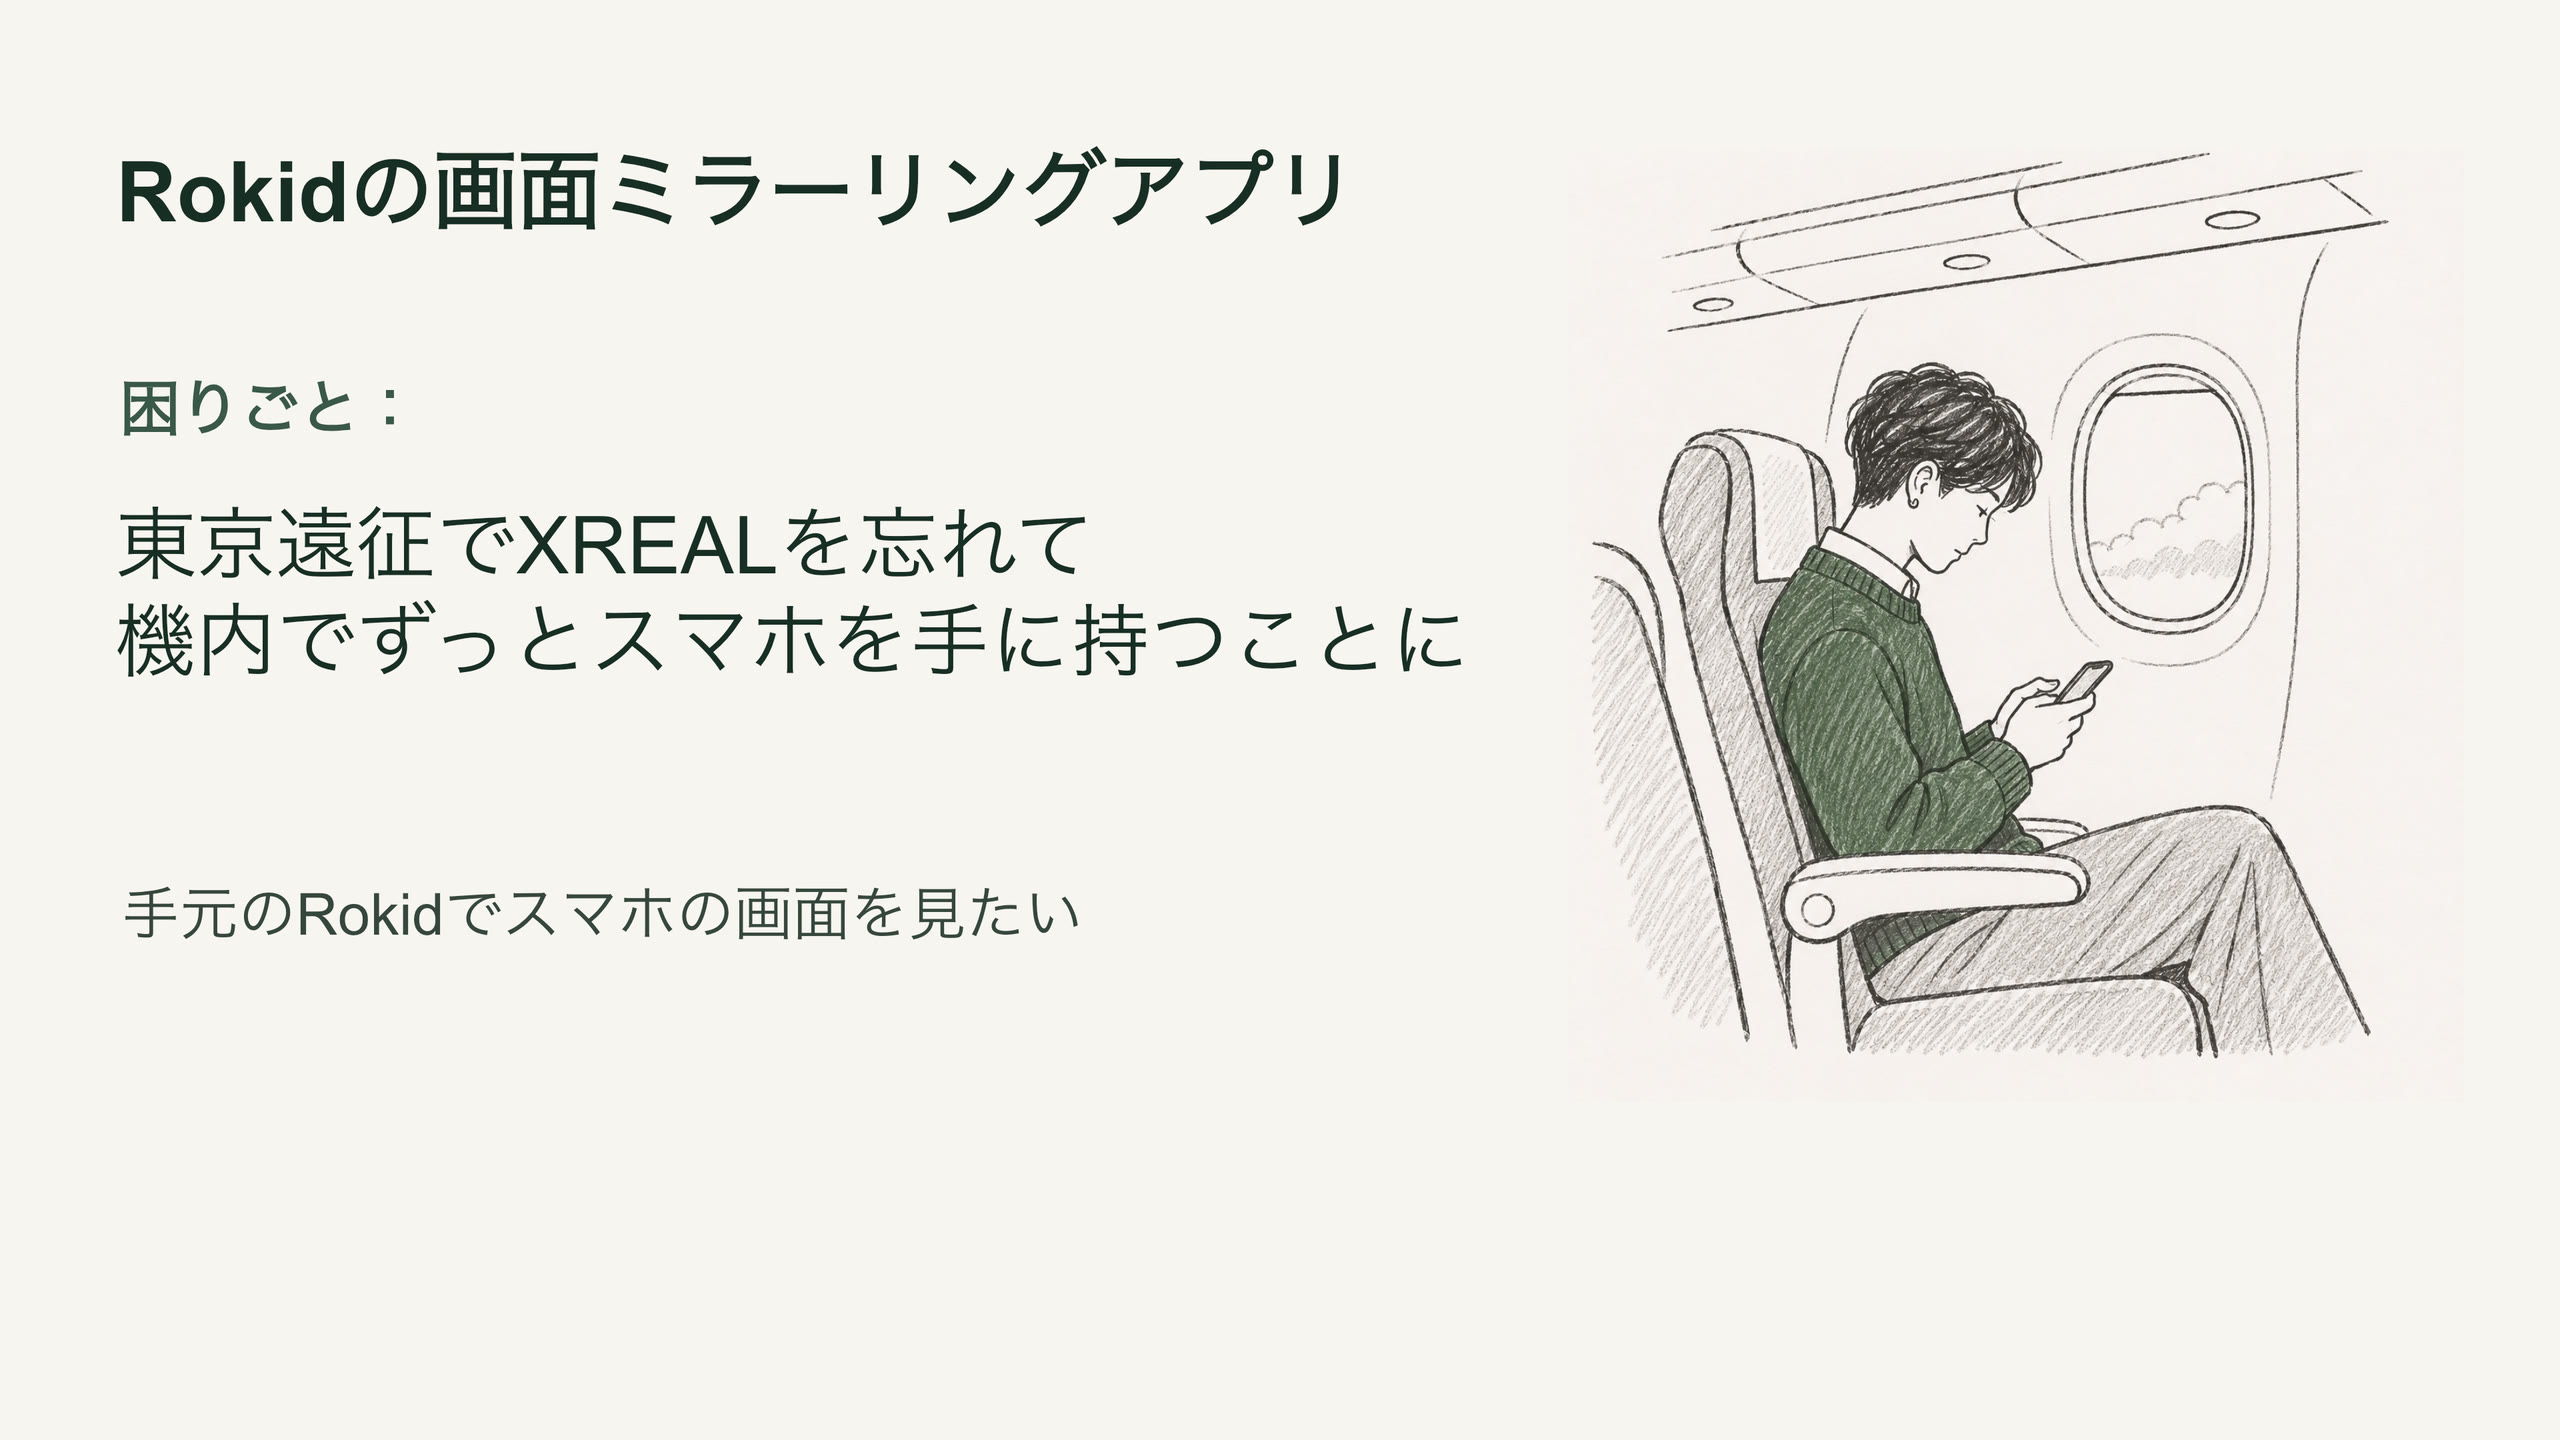 Rokidの画面ミラーリングアプリ
困りごと：
東京遠征でXREALを忘れて
機内でずっとスマホを手に持つことに
手元のRokidでスマホの画面を見たい